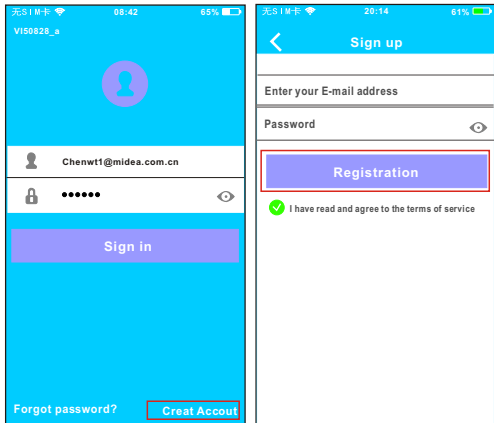 无SIM卡 08:42 65%
VI50828_a
Chenwt1@midea.com.cn
••••••
Sign in
Forgot password? Creat Accout
无SIM卡 20:14 61%
Sign up
Enter your E-mail address
Password
Registration
I have read and agree to the terms of service